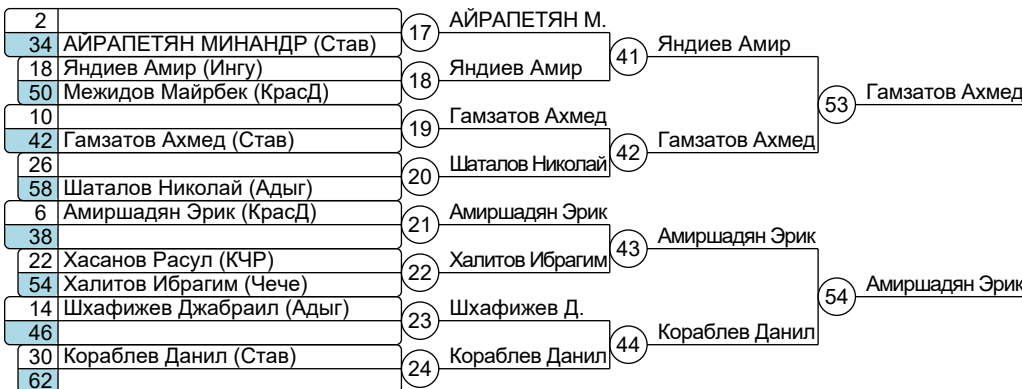 2
34 АЙРАПЕТЯН МИНАНДР (Став)
17 АЙРАПЕТЯН М.
18 Яндиев Амир (Ингу)
50 Межидов Майрбек (КрасД)
18 Яндиев Амир
41 Яндиев Амир
10
42 Гамзатов Ахмед (Став)
19 Гамзатов Ахмед
26
58 Шаталов Николай (Адыг)
20 Шаталов Николай
42 Гамзатов Ахмед
53 Гамзатов Ахмед
6 Амиршадян Эрик (КрасД)
38
21 Амиршадян Эрик
22 Хасанов Расул (КЧР)
54 Халитов Ибрагим (Чече)
22 Халитов Ибрагим
43 Амиршадян Эрик
14 Шхафижев Джабраил (Адыг)
46
23 Шхафижев Д.
30 Кораблев Данил (Став)
62
24 Кораблев Данил
44 Кораблев Данил
54 Амиршадян Эрик